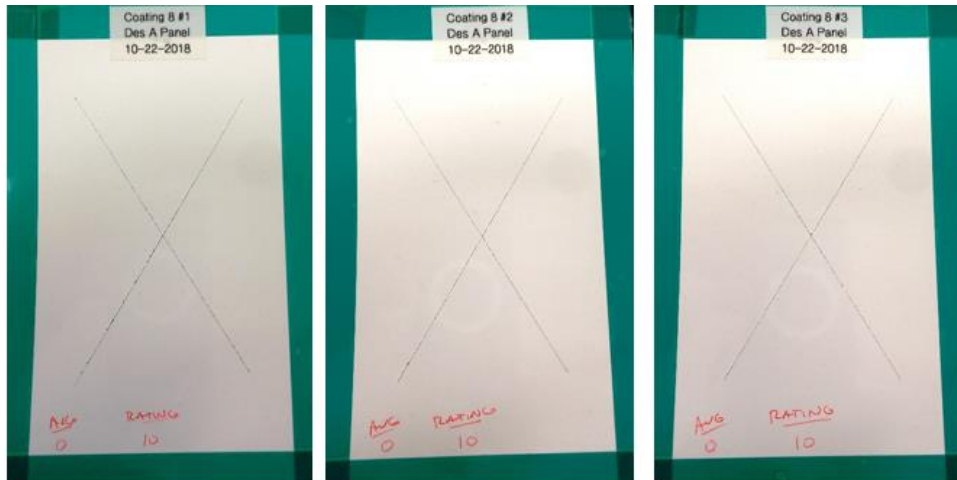 Coating 8 #1
Des A Panel
10-22-2018
AVG RATING
0 10
Coating 8 #2
Des A Panel
10-22-2018
AVG RATING
0 10
Coating 8 #3
Des A Panel
10-22-2018
AVG RATING
0 10